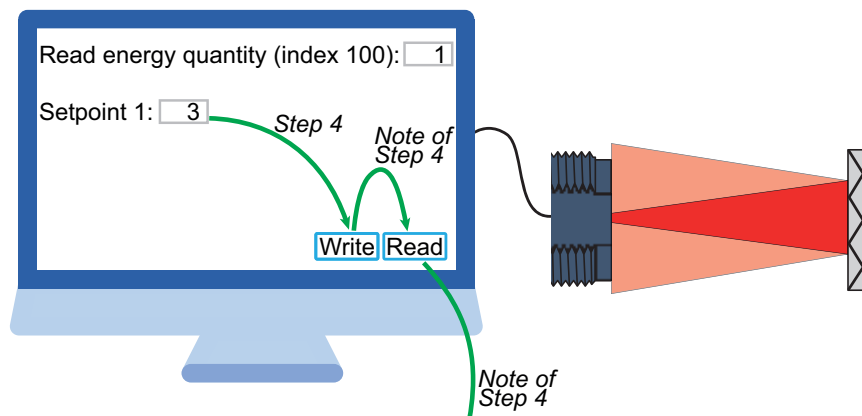 Read energy quantity (index 100): 1
Setpoint 1: 3
Step 4
Note of
Step 4
Write Read
Note of
Step 4